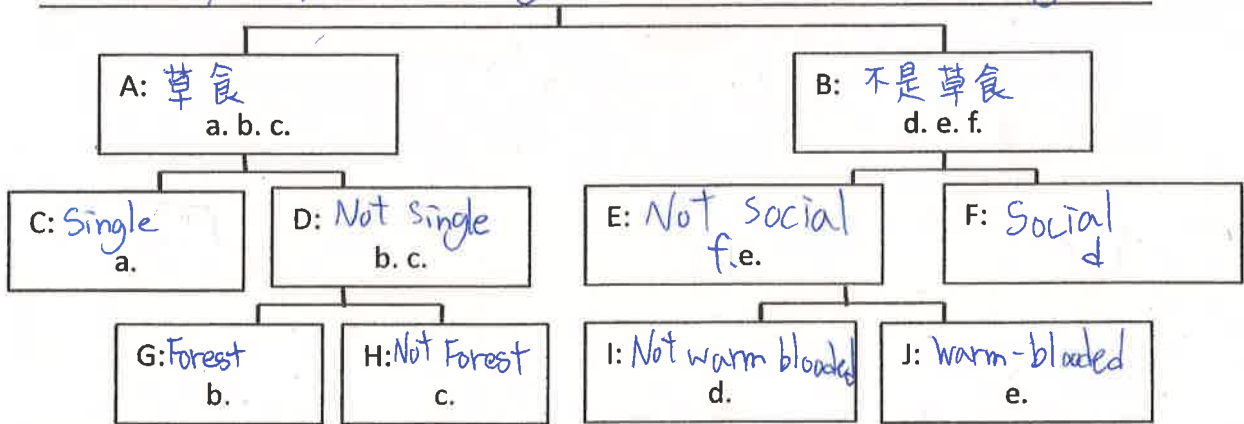 A: 草食
a. b. c.
B: 不是草食
d. e. f.
C: Single
a.
D: Not Single
b. c.
E: Not Social
f. e.
F: Social
d
G: Forest
b.
H: Not Forest
c.
I: Not warm blooded
d.
J: warm-blooded
e.